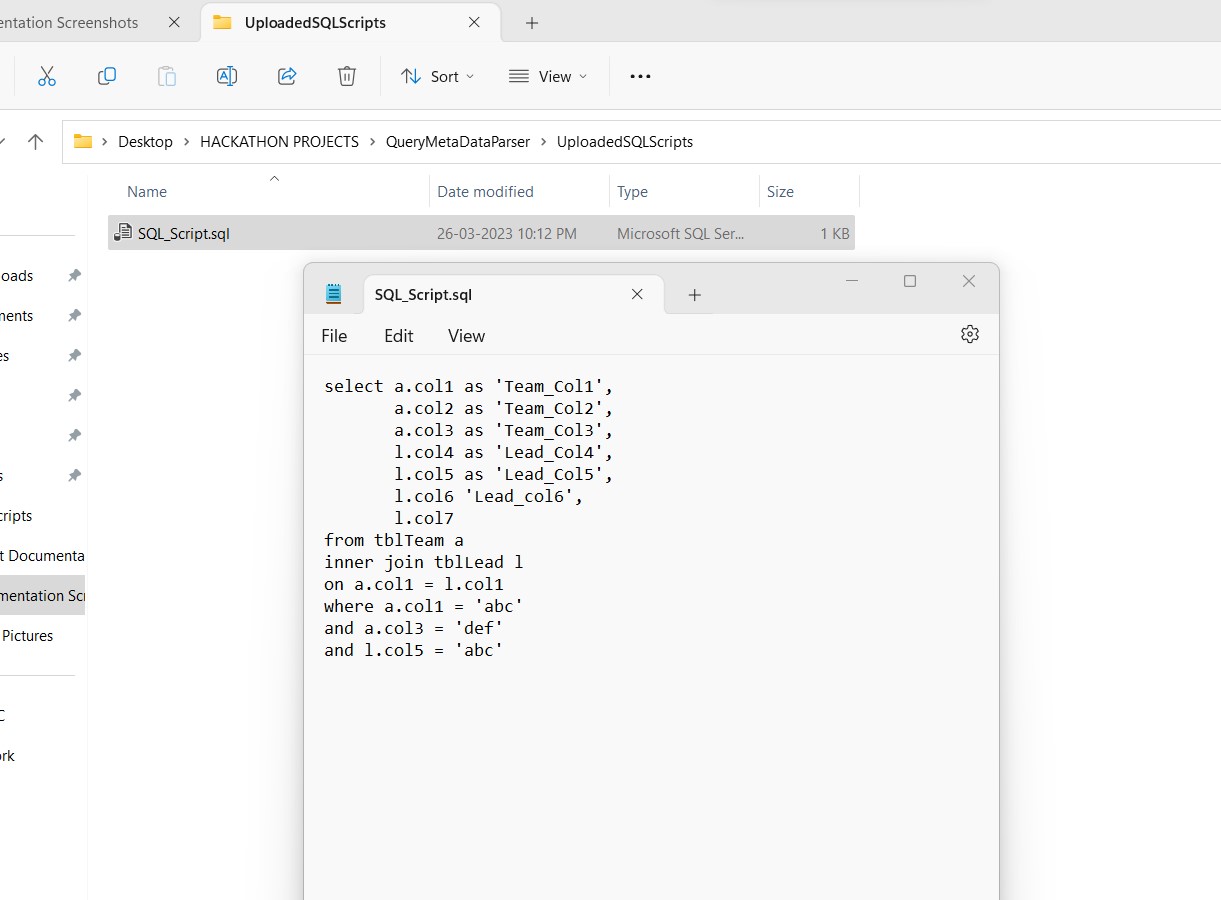 entation Screenshots
UploadedSQLScripts
Sort
View
Desktop > HACKATHON PROJECTS > QueryMetaDataParser > UploadedSQLScripts
Name Date modified Type Size
SQL_Script.sql 26-03-2023 10:12 PM Microsoft SQL Ser... 1 KB
oads
nents
es
s
cripts
t Documenta
mentation Scr
Pictures
C
ork
SQL_Script.sql
File Edit View
select a.col1 as 'Team_Col1',
a.col2 as 'Team_Col2',
a.col3 as 'Team_Col3',
l.col4 as 'Lead_Col4',
l.col5 as 'Lead_Col5',
l.col6 'Lead_col6',
l.col7
from tblTeam a
inner join tblLead l
on a.col1 = l.col1
where a.col1 = 'abc'
and a.col3 = 'def'
and l.col5 = 'abc'